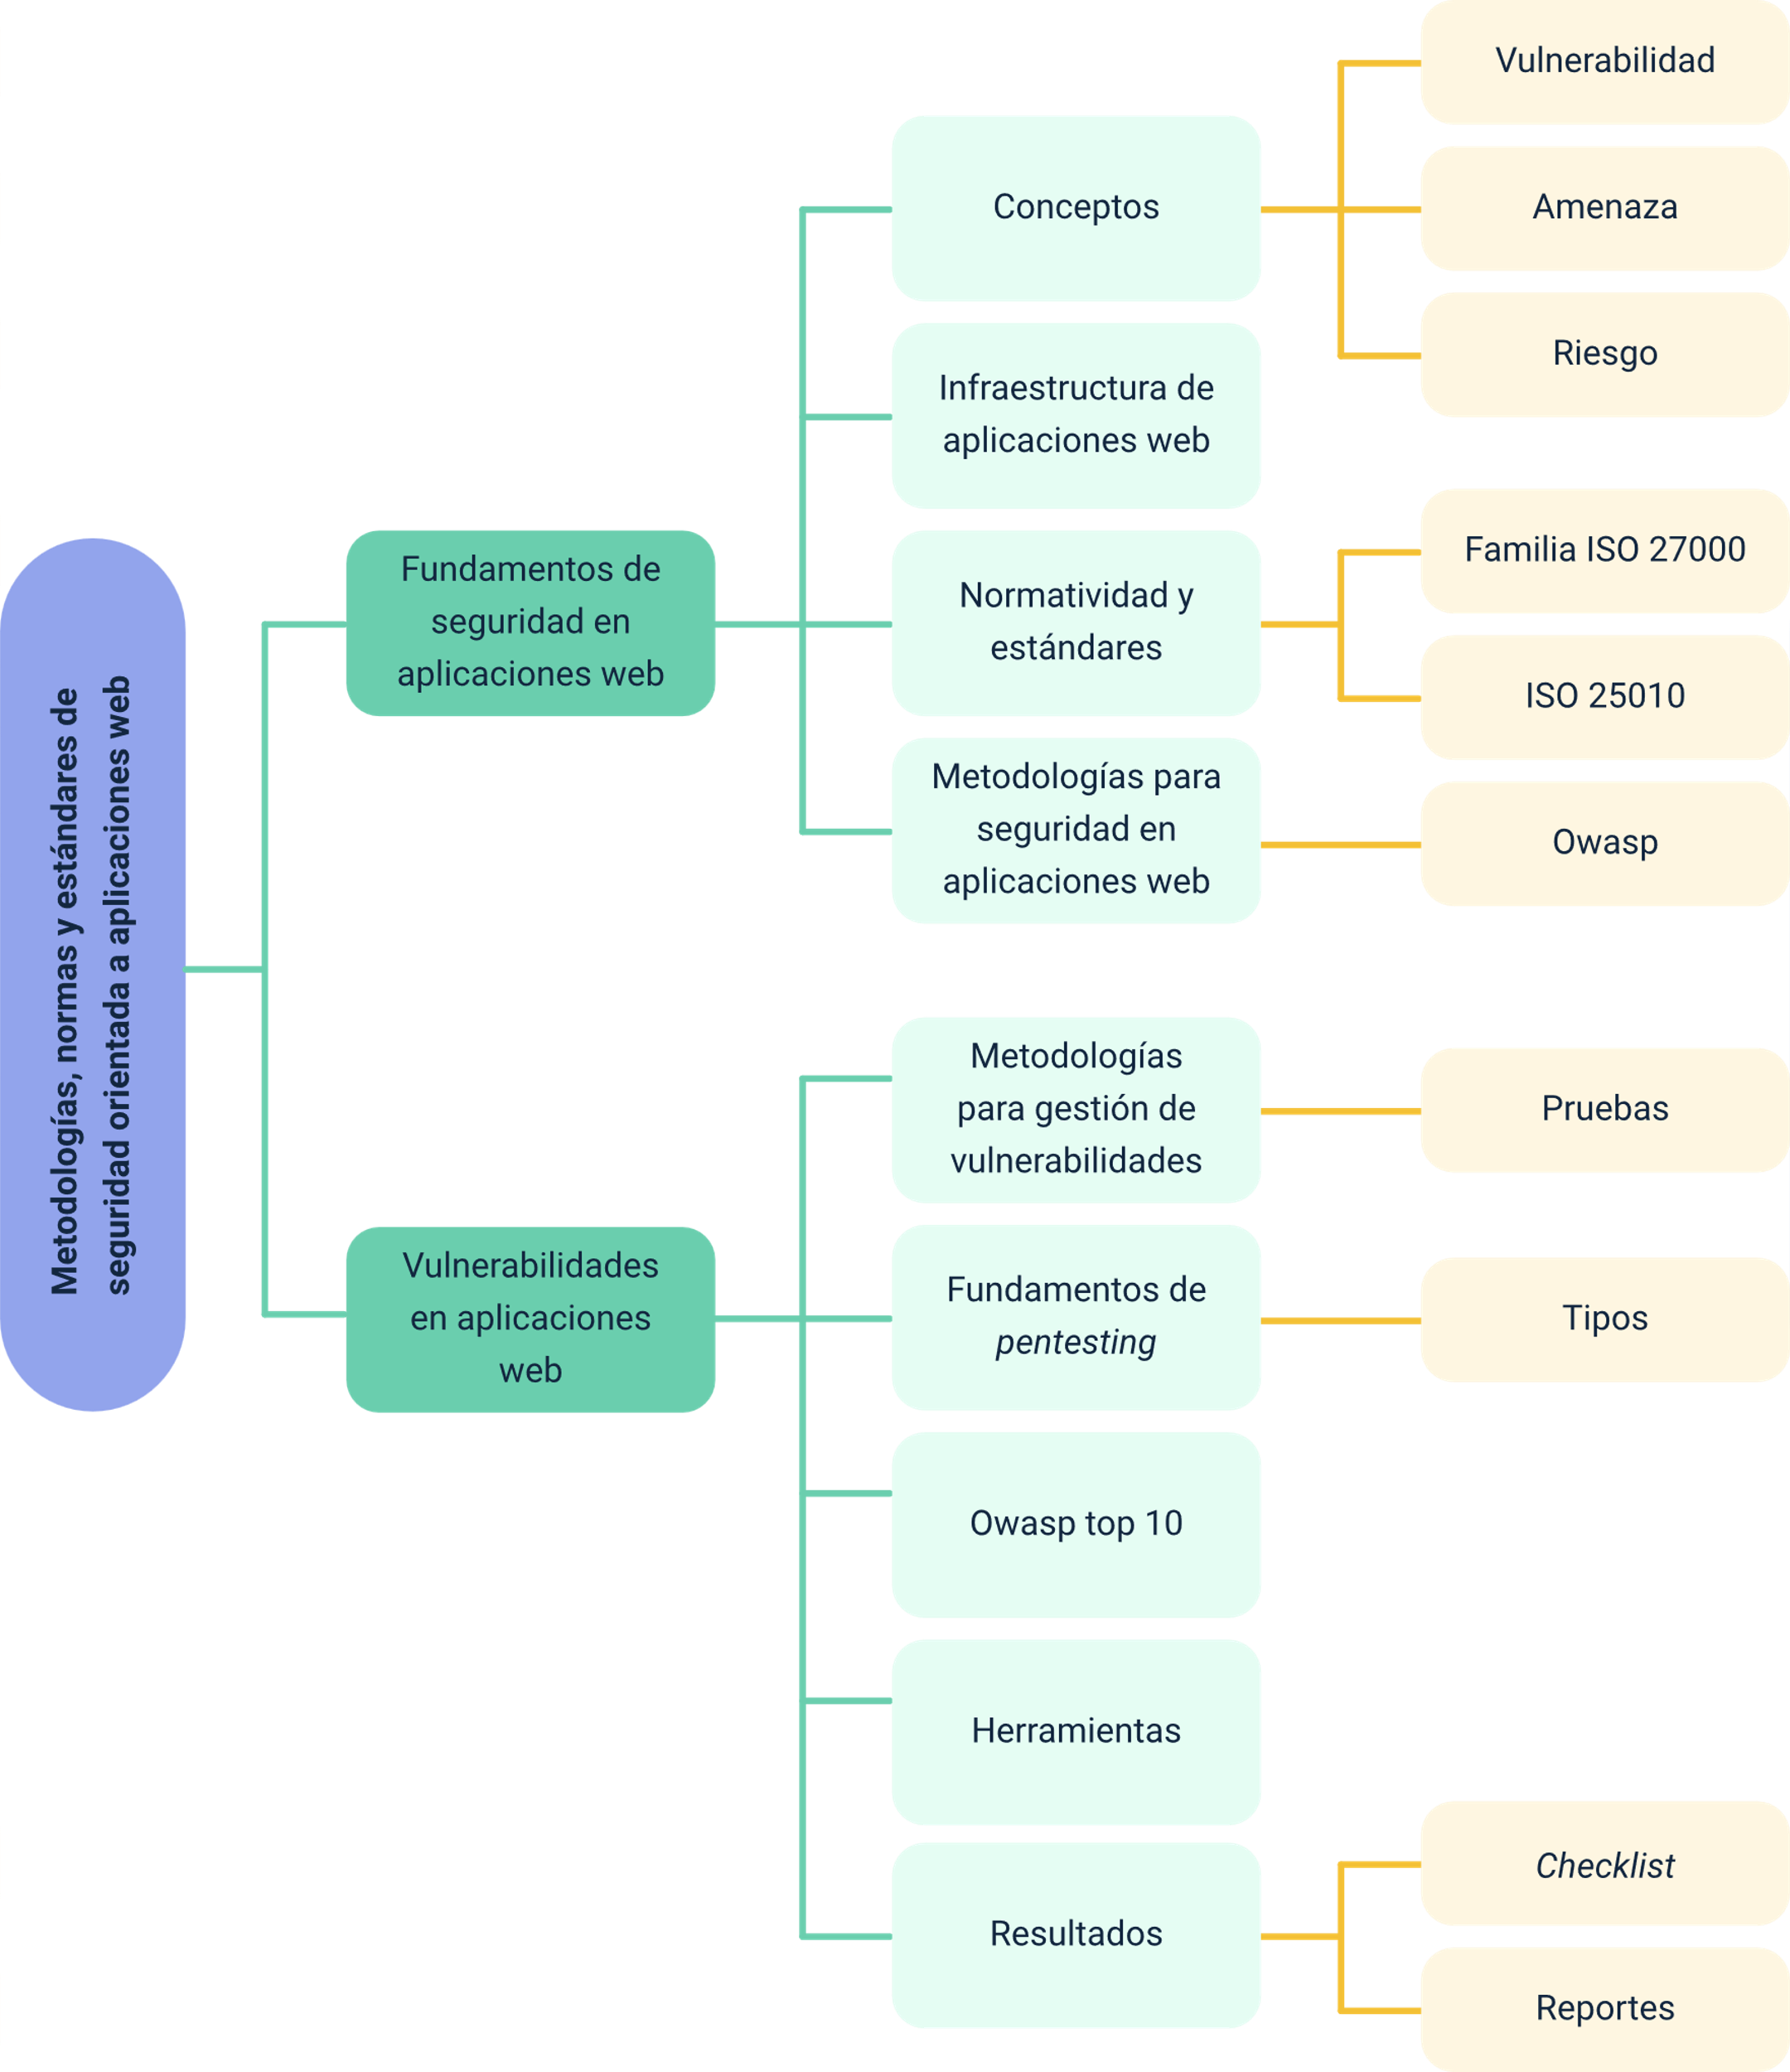 Metodologías, normas y estándares de
seguridad orientada a aplicaciones web
Fundamentos de
seguridad en
aplicaciones web
Conceptos
Vulnerabilidad
Amenaza
Riesgo
Infraestructura de
aplicaciones web
Normatividad y
estándares
Familia ISO 27000
ISO 25010
Metodologías para
seguridad en
aplicaciones web
Owasp
Vulnerabilidades
en aplicaciones
web
Metodologías
para gestión de
vulnerabilidades
Pruebas
Fundamentos de
pentesting
Tipos
Owasp top 10
Herramientas
Resultados
Checklist
Reportes